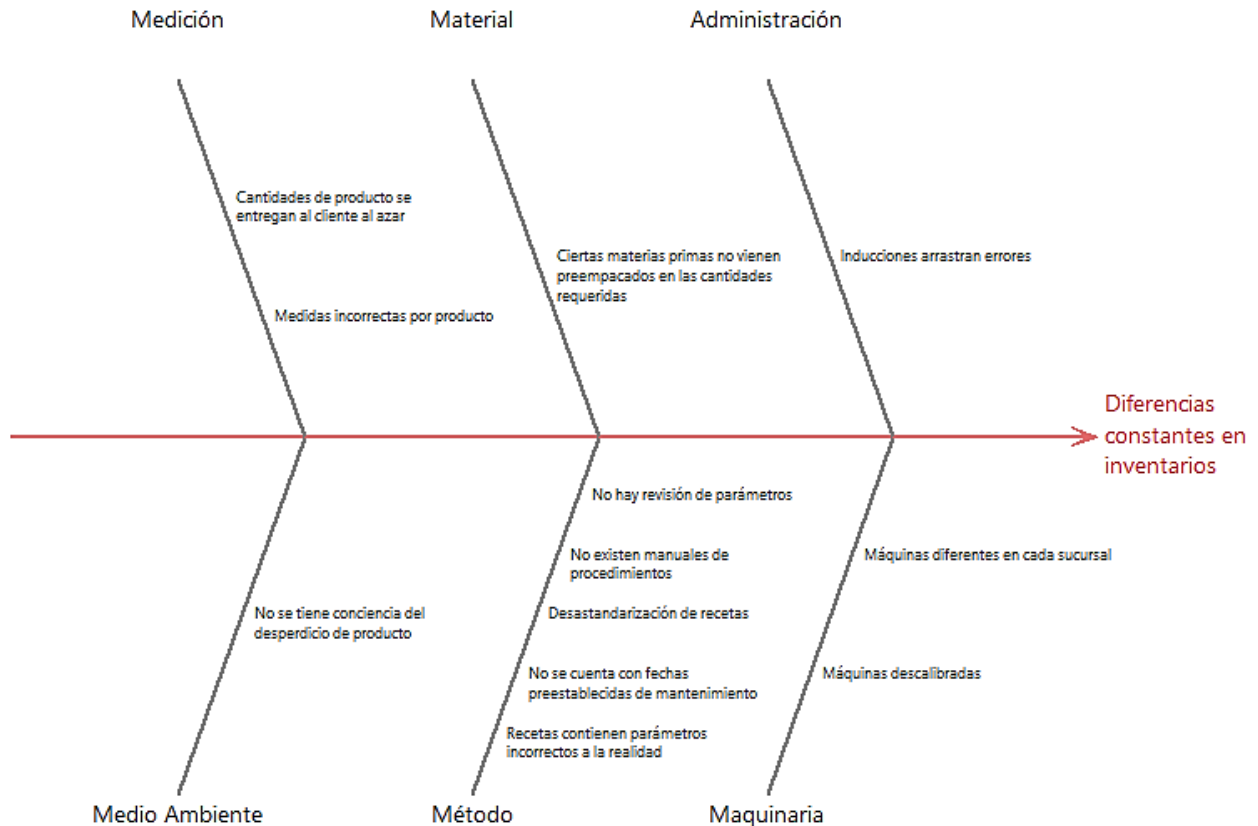 Medición
Material
Administración
Cantidades de producto se
entregan al cliente al azar
Medidas incorrectas por producto
Ciertas materias primas no vienen
preempacados en las cantidades
requeridas
Inducciones arrastran errores
Diferencias
constantes en
inventarios
No se tiene conciencia del
desperdicio de producto
No hay revisión de parámetros
No existen manuales de
procedimientos
Desastandarización de recetas
No se cuenta con fechas
preestablecidas de mantenimiento
Recetas contienen parámetros
incorrectos a la realidad
Máquinas diferentes en cada sucursal
Máquinas descalibradas
Medio Ambiente
Método
Maquinaria